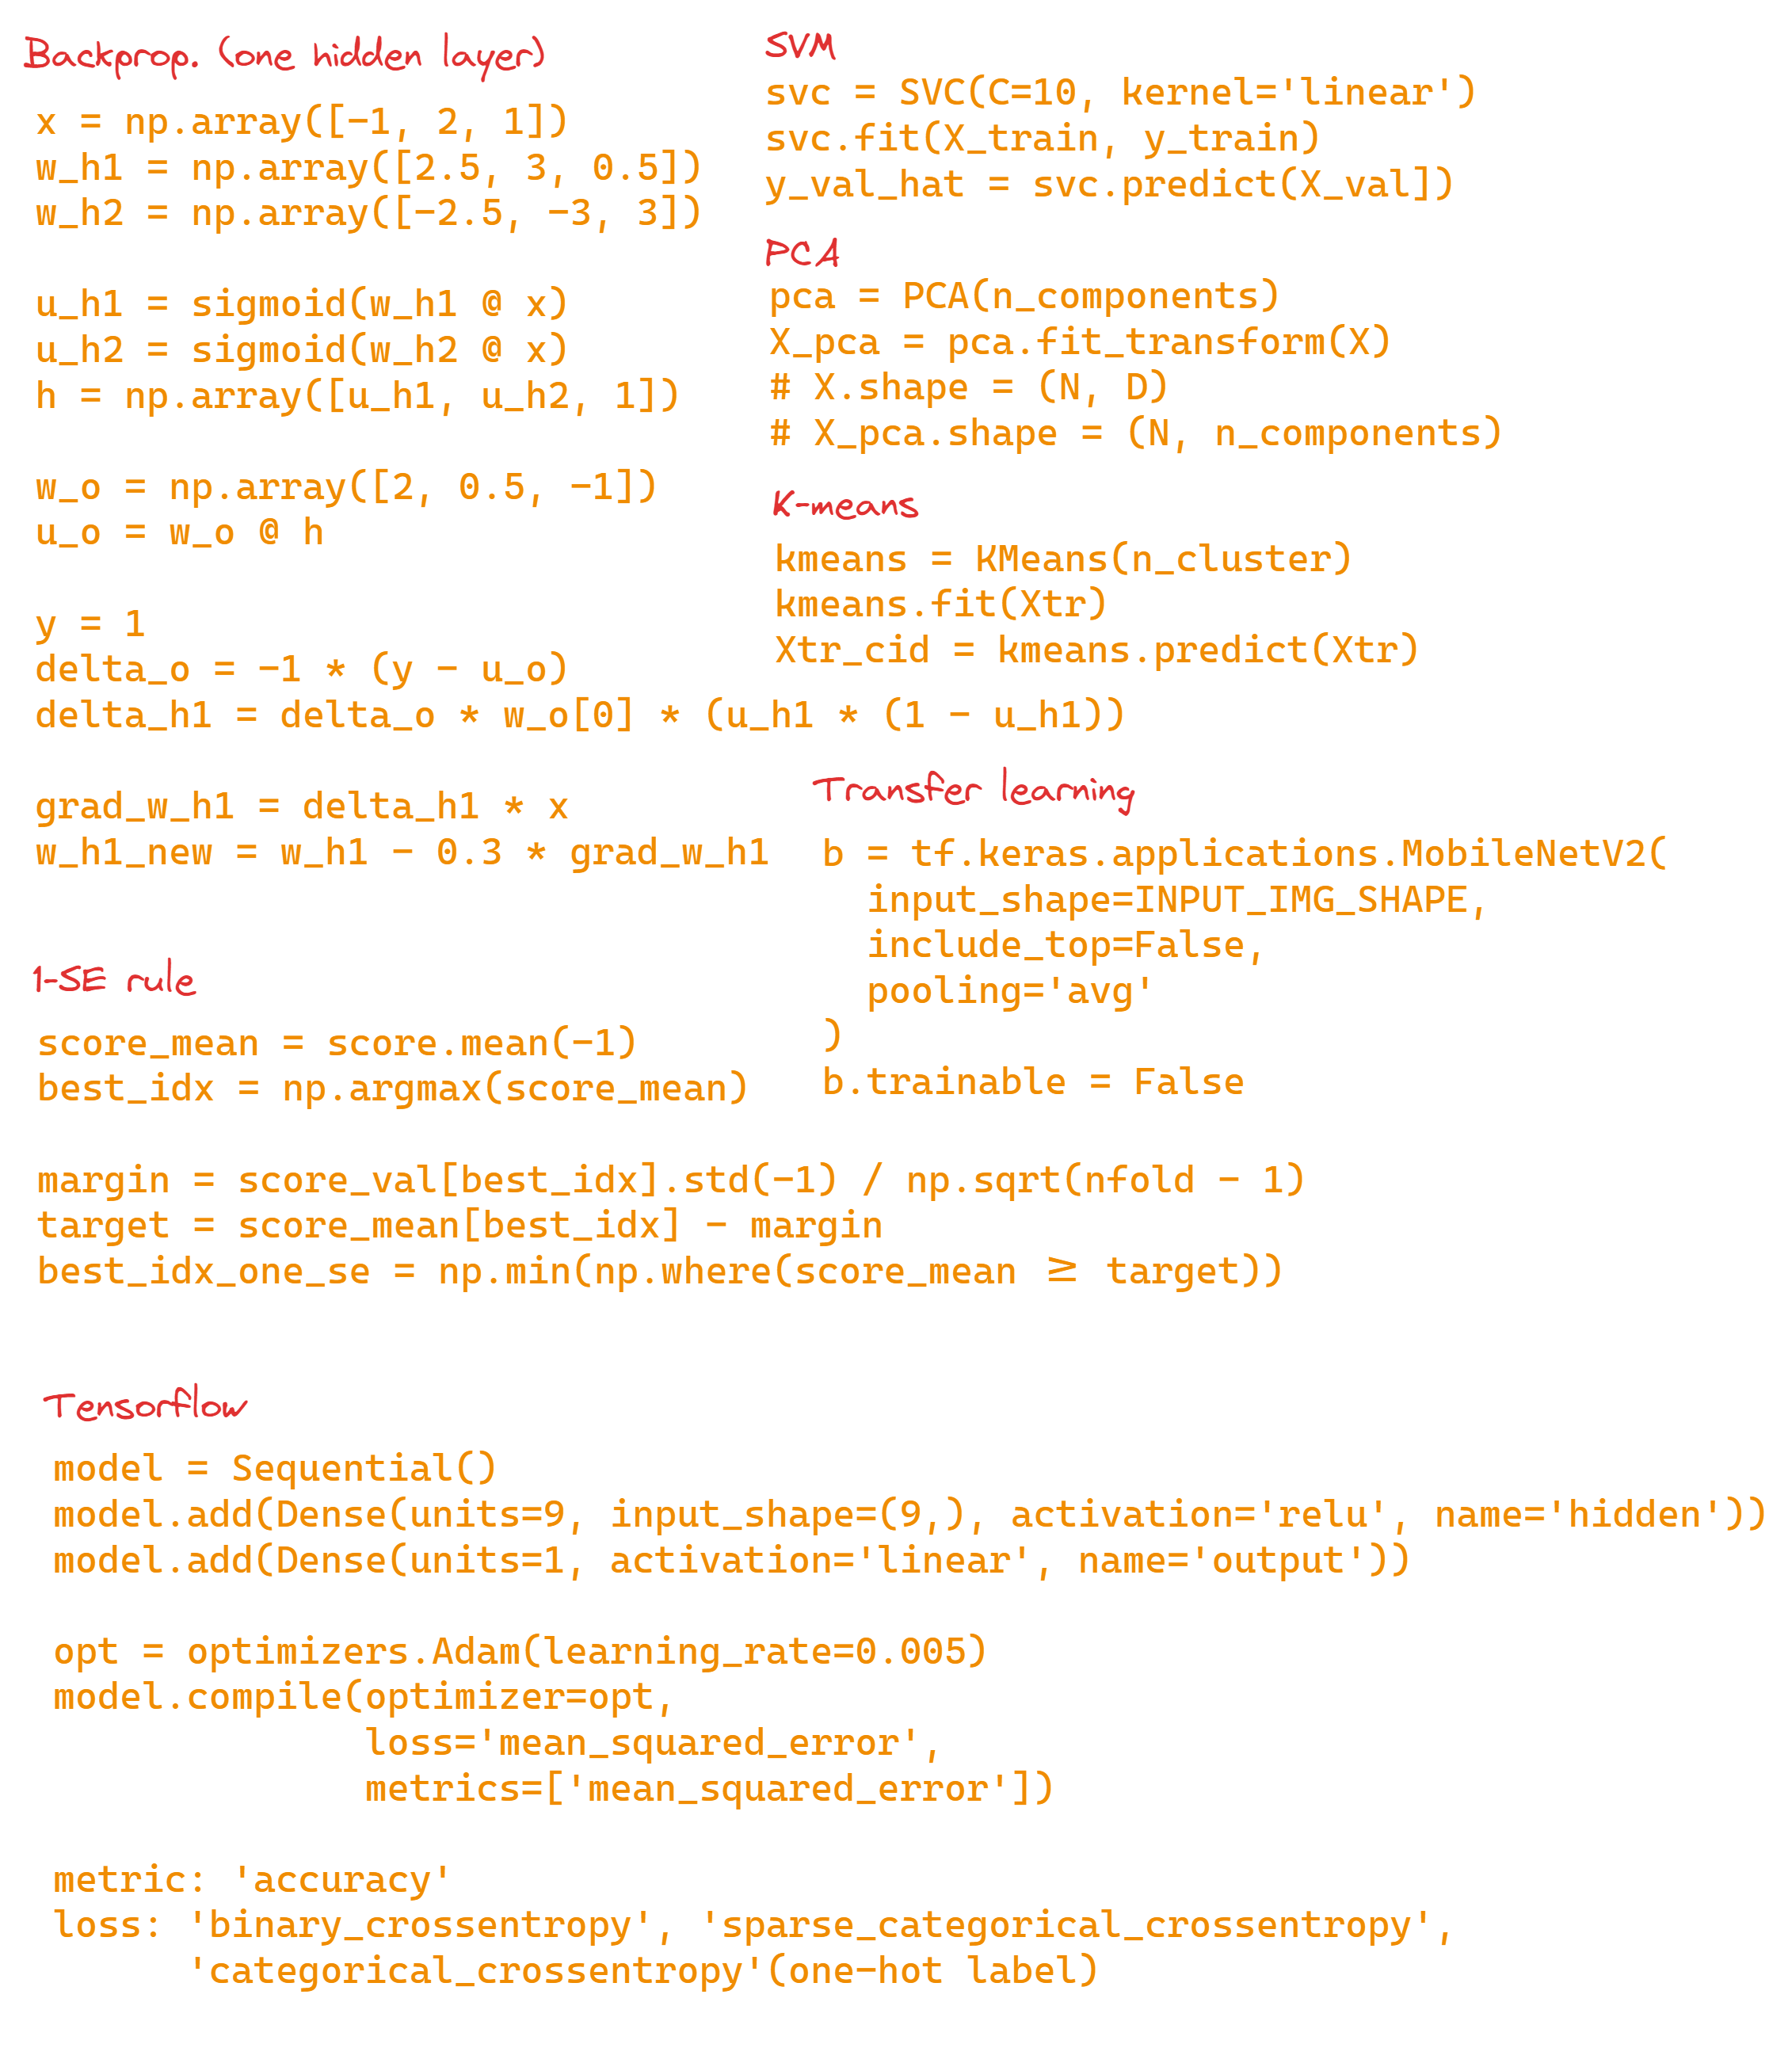 Backprop. (one hidden layer)
x = np.array([-1, 2, 1])
w_h1 = np.array([2.5, 3, 0.5])
w_h2 = np.array([-2.5, -3, 3])
u_h1 = sigmoid(w_h1 @ x)
u_h2 = sigmoid(w_h2 @ x)
h = np.array([u_h1, u_h2, 1])
w_o = np.array([2, 0.5, -1])
u_o = w_o @ h
y = 1
delta_o = -1 * (y - u_o)
delta_h1 = delta_o * w_o[0] * (u_h1 * (1 - u_h1))
grad_w_h1 = delta_h1 * x
w_h1_new = w_h1 - 0.3 * grad_w_h1
SVM
svc = SVC(C=10, kernel='linear')
svc.fit(X_train, y_train)
y_val_hat = svc.predict(X_val])
PCA
pca = PCA(n_components)
X_pca = pca.fit_transform(X)
# X.shape = (N, D)
# X_pca.shape = (N, n_components)
K-means
kmeans = KMeans(n_cluster)
kmeans.fit(Xtr)
Xtr_cid = kmeans.predict(Xtr)
Transfer learning
b = tf.keras.applications.MobileNetV2(
input_shape=INPUT_IMG_SHAPE,
include_top=False,
pooling='avg'
)
b.trainable = False
1-SE rule
score_mean = score.mean(-1)
best_idx = np.argmax(score_mean)
margin = score_val[best_idx].std(-1) / np.sqrt(nfold - 1)
target = score_mean[best_idx] - margin
best_idx_one_se = np.min(np.where(score_mean ≥ target))
Tensorflow
model = Sequential()
model.add(Dense(units=9, input_shape=(9,), activation='relu', name='hidden'))
model.add(Dense(units=1, activation='linear', name='output'))
opt = optimizers.Adam(learning_rate=0.005)
model.compile(optimizer=opt,
loss='mean_squared_error',
metrics=['mean_squared_error'])
metric: 'accuracy'
loss: 'binary_crossentropy', 'sparse_categorical_crossentropy',
'categorical_crossentropy'(one-hot label)